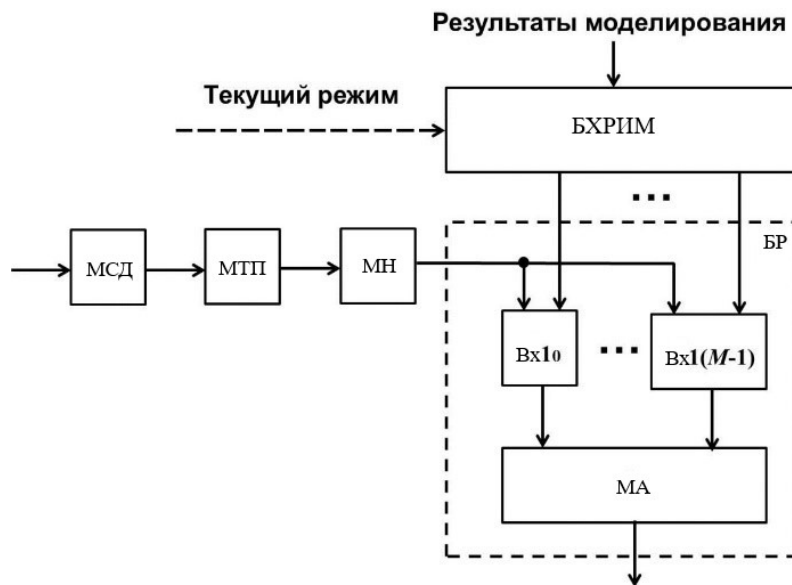 Результаты моделирования
Текущий режим
БХРИМ
...
БР
МСД
МТП
МН
Вх10
...
Вх1(M-1)
МА